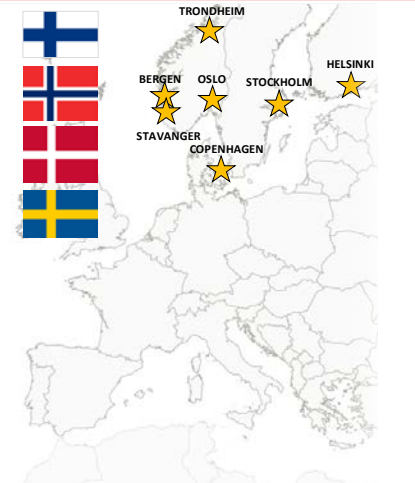 TRONDHEIM
HELSINKI
BERGEN
OSLO
STOCKHOLM
STAVANGER
COPENHAGEN